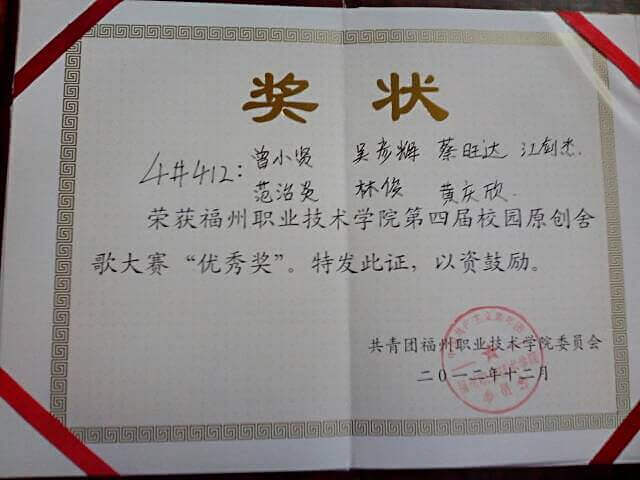 奖状
4#412: 曾小贤 吴彦辉 蔡旺达 江剑杰.
范治英 林俊 黄庆欣.
荣获福州职业技术学院第四届校园原创舍
歌大赛“优秀奖”。特发此证，以资鼓励。
共青团福州职业技术学院委员会
二〇一二年十二月